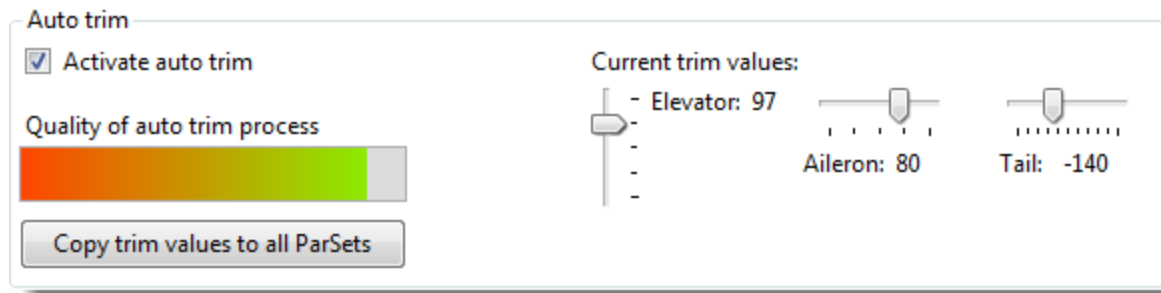 Auto trim
Activate auto trim
Current trim values:
Elevator: 97
Quality of auto trim process
Aileron: 80
Tail: -140
Copy trim values to all ParSets